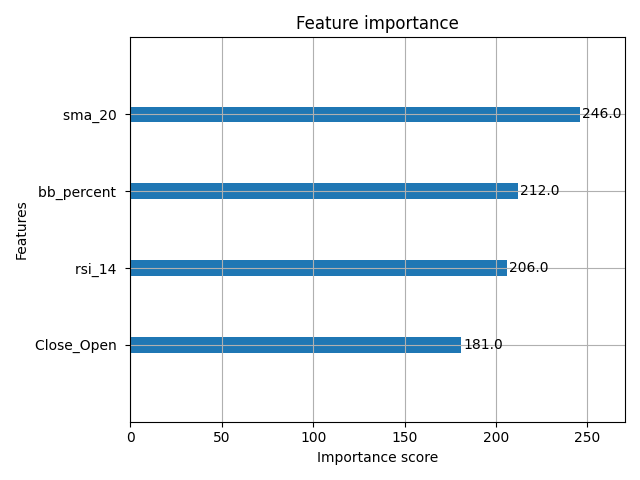 Feature importance
Features
sma_20
246.0
bb_percent
212.0
rsi_14
206.0
Close_Open
181.0
0 50 100 150 200 250
Importance score